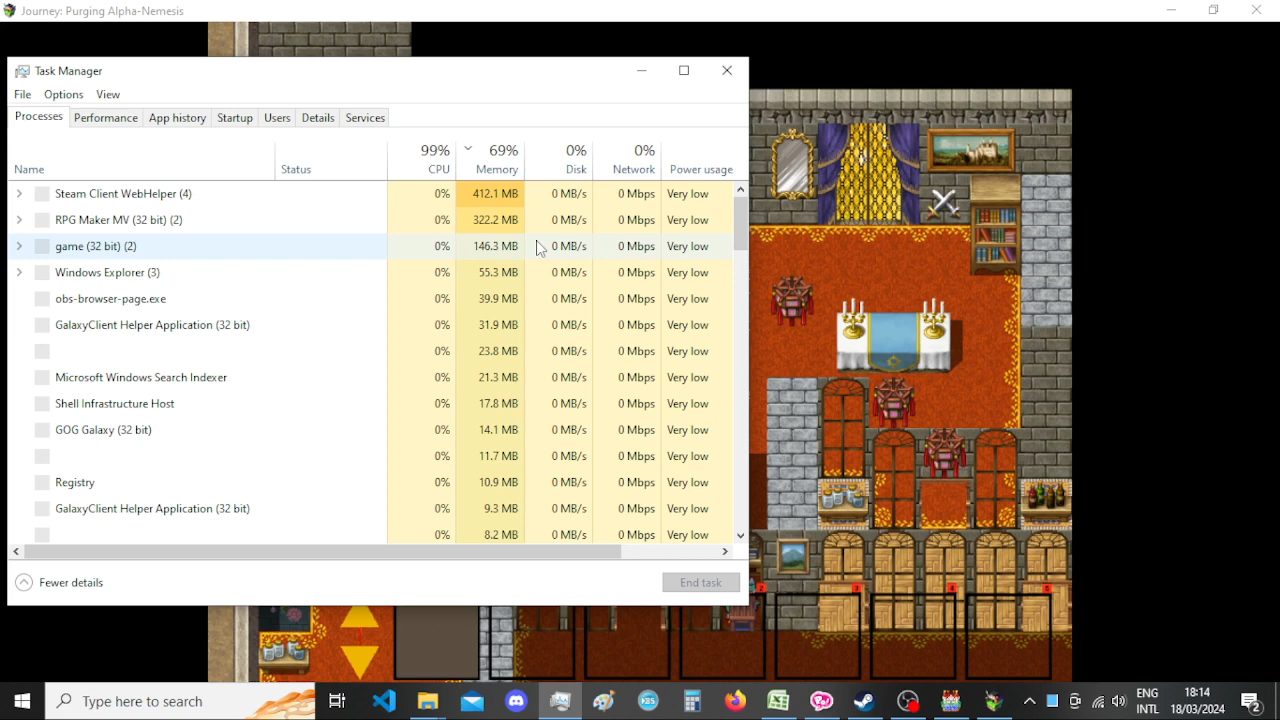 Journey: Purging Alpha-Nemesis
Task Manager
File Options View
Processes Performance App history Startup Users Details Services
99% 69% 0% 0%
Name Status CPU Memory Disk Network Power usage
Steam Client WebHelper (4) 0% 412.1 MB 0 MB/s 0 Mbps Very low
RPG Maker MV (32 bit) (2) 0% 322.2 MB 0 MB/s 0 Mbps Very low
game (32 bit) (2) 0% 146.3 MB 0 MB/s 0 Mbps Very low
Windows Explorer (3) 0% 55.3 MB 0 MB/s 0 Mbps Very low
obs-browser-page.exe 0% 39.9 MB 0 MB/s 0 Mbps Very low
GalaxyClient Helper Application (32 bit) 0% 31.9 MB 0 MB/s 0 Mbps Very low
0% 23.8 MB 0 MB/s 0 Mbps Very low
Microsoft Windows Search Indexer 0% 21.3 MB 0 MB/s 0 Mbps Very low
Shell Infrastructure Host 0% 17.8 MB 0 MB/s 0 Mbps Very low
GOG Galaxy (32 bit) 0% 14.1 MB 0 MB/s 0 Mbps Very low
0% 11.7 MB 0 MB/s 0 Mbps Very low
Registry 0% 10.9 MB 0 MB/s 0 Mbps Very low
GalaxyClient Helper Application (32 bit) 0% 9.3 MB 0 MB/s 0 Mbps Very low
0% 8.2 MB 0 MB/s 0 Mbps Very low
Fewer details End task
2 3 4 5
Type here to search
ENG 18:14
INTL 18/03/2024
2